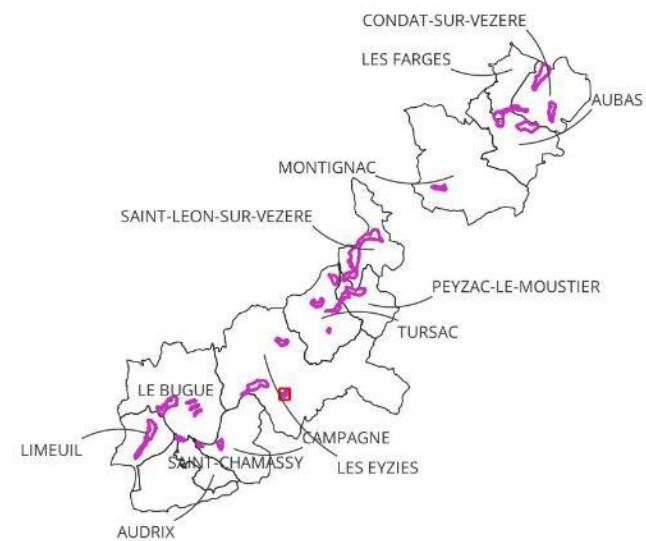 CONDAT-SUR-VEZERE
LES FARGES
AUBAS
MONTIGNAC
SAINT-LEON-SUR-VEZERE
PEYZAC-LE-MOUSTIER
TURSAC
LE BUGUE
CAMPAGNE
LIMEUIL
SAINT-CHAMASSY
LES EYZIES
AUDRIX